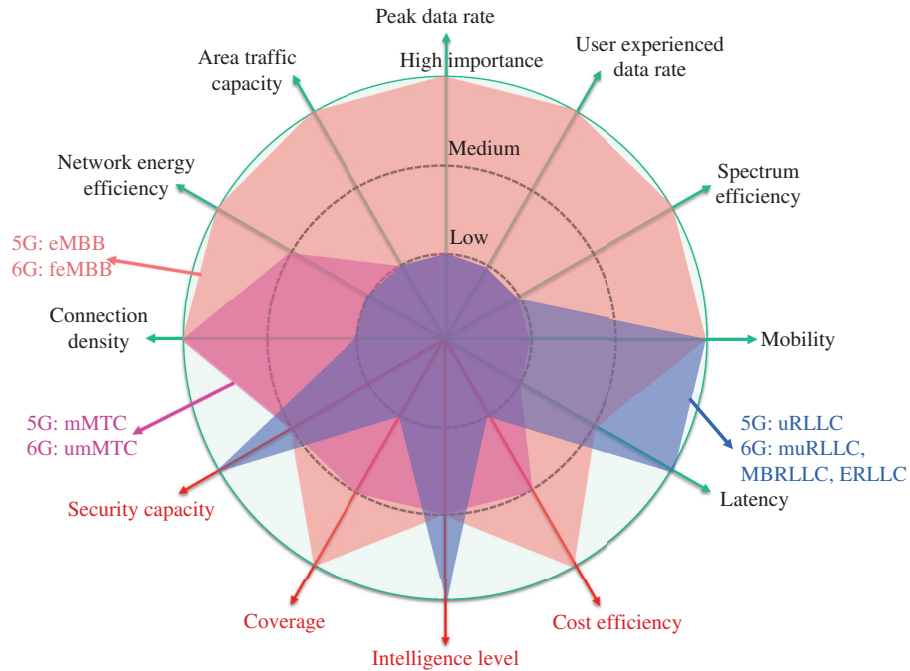 Peak data rate
High importance
User experienced
data rate
Area traffic
capacity
Medium
Network energy
efficiency
Spectrum
efficiency
Low
5G: eMBB
6G: feMBB
Connection
density
Mobility
5G: mMTC
6G: umMTC
5G: uRLLC
6G: muRLLC,
MBRLLC, ERLLC
Security capacity
Latency
Coverage
Cost efficiency
Intelligence level